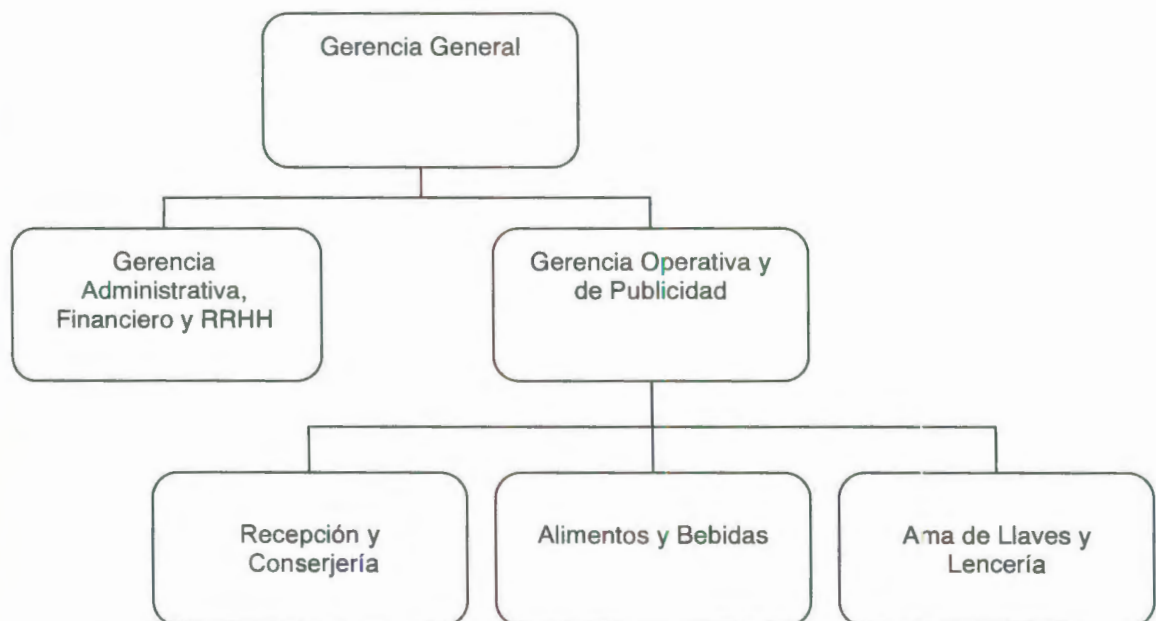 Gerencia General
Gerencia
Administrativa,
Financiero y RRHH
Gerencia Operativa y
de Publicidad
Recepción y
Conserjería
Alimentos y Bebidas
Ama de Llaves y
Lencería